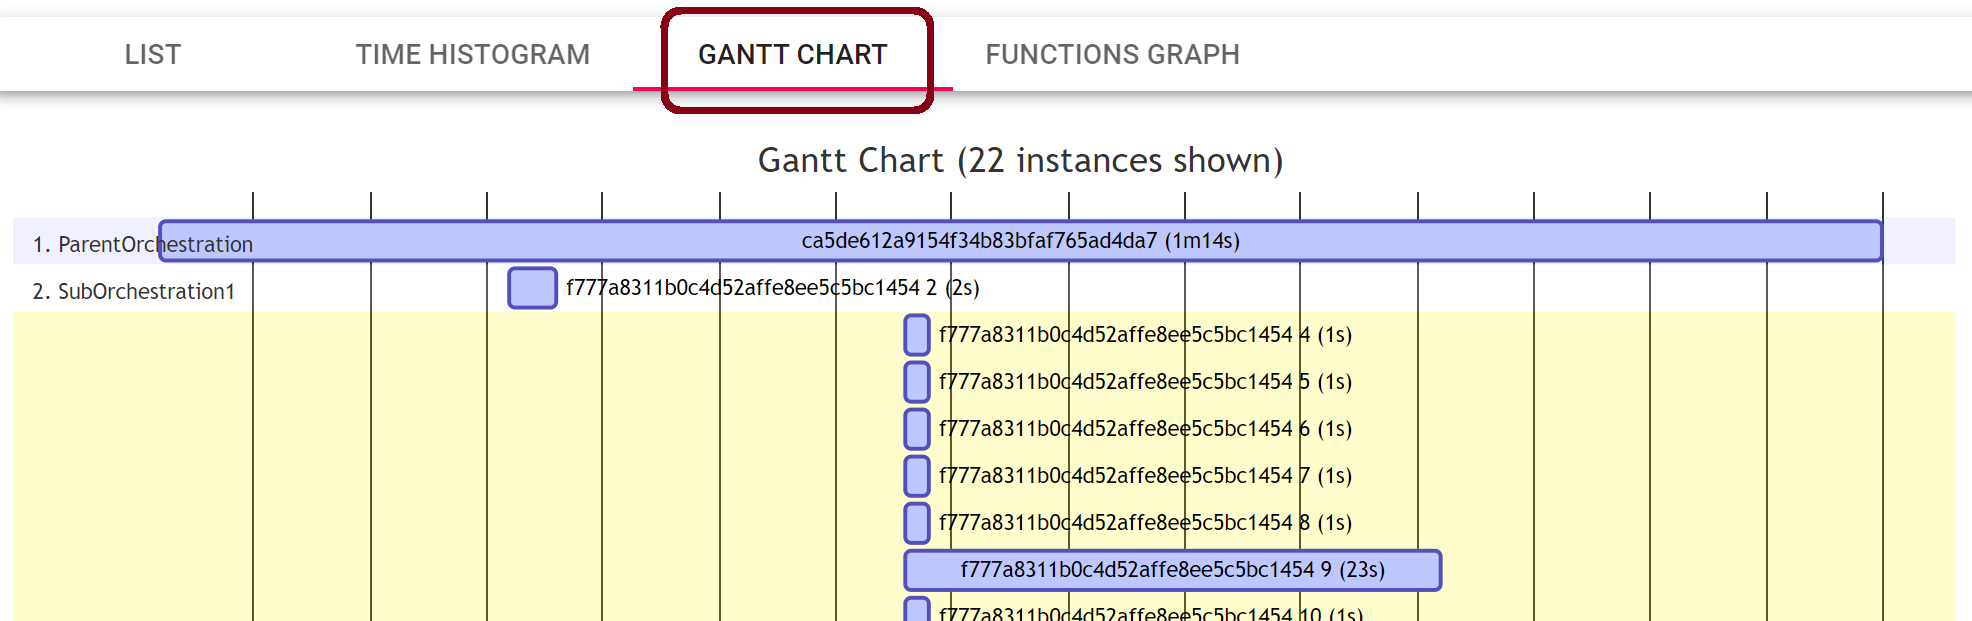 LIST TIME HISTOGRAM GANTT CHART FUNCTIONS GRAPH
Gantt Chart (22 instances shown)
1. ParentOrchestration ca5de612a9154f34b83bfaf765ad4da7 (1m14s)
2. SubOrchestration1 f777a8311b0c4d52affe8ee5c5bc1454 2 (2s)
f777a8311b0c4d52affe8ee5c5bc1454 4 (1s)
f777a8311b0c4d52affe8ee5c5bc1454 5 (1s)
f777a8311b0c4d52affe8ee5c5bc1454 6 (1s)
f777a8311b0c4d52affe8ee5c5bc1454 7 (1s)
f777a8311b0c4d52affe8ee5c5bc1454 8 (1s)
f777a8311b0c4d52affe8ee5c5bc1454 9 (23s)
f777a8311b0c4d52affe8ee5c5bc1454 10 (1s)